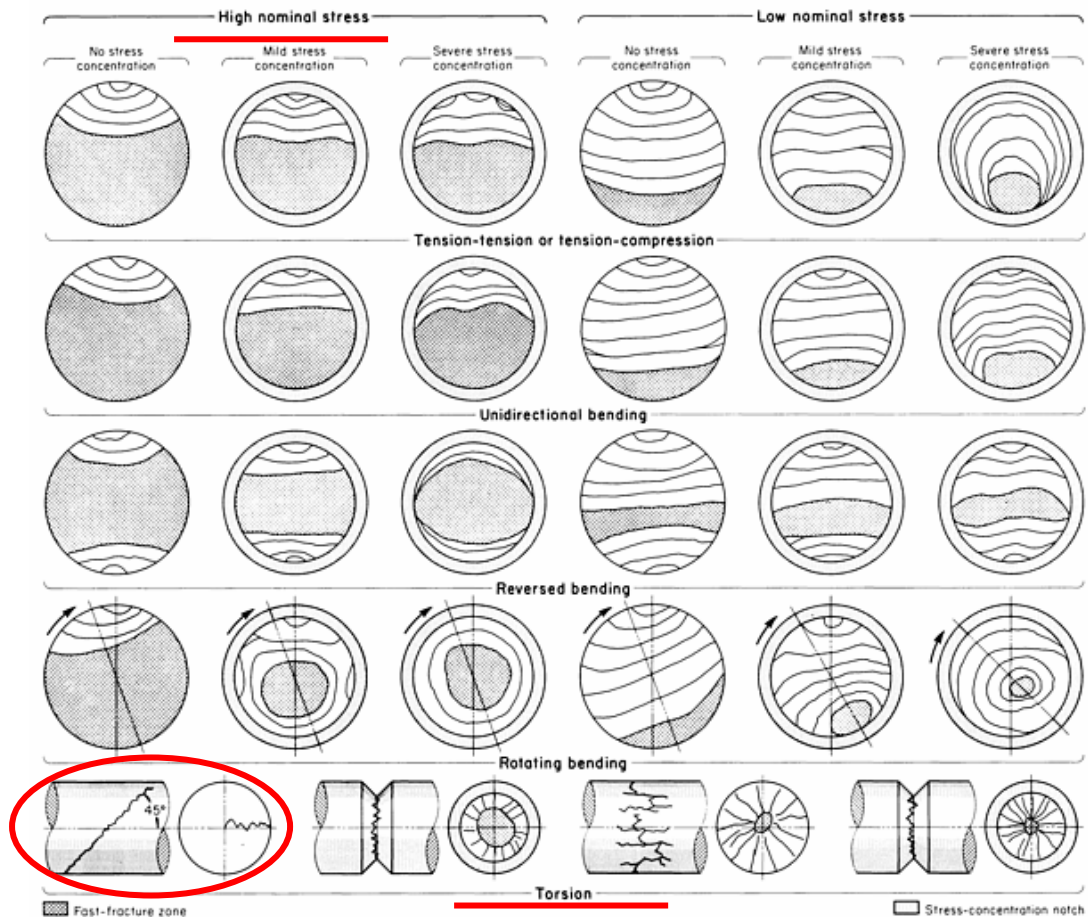 High nominal stress Low nominal stress
No stress concentration Mild stress concentration Severe stress concentration No stress concentration Mild stress concentration Severe stress concentration
Tension-tension or tension-compression
Unidirectional bending
Reversed bending
Rotating bending
45°
Torsion
Fast-fracture zone Stress-concentration notch